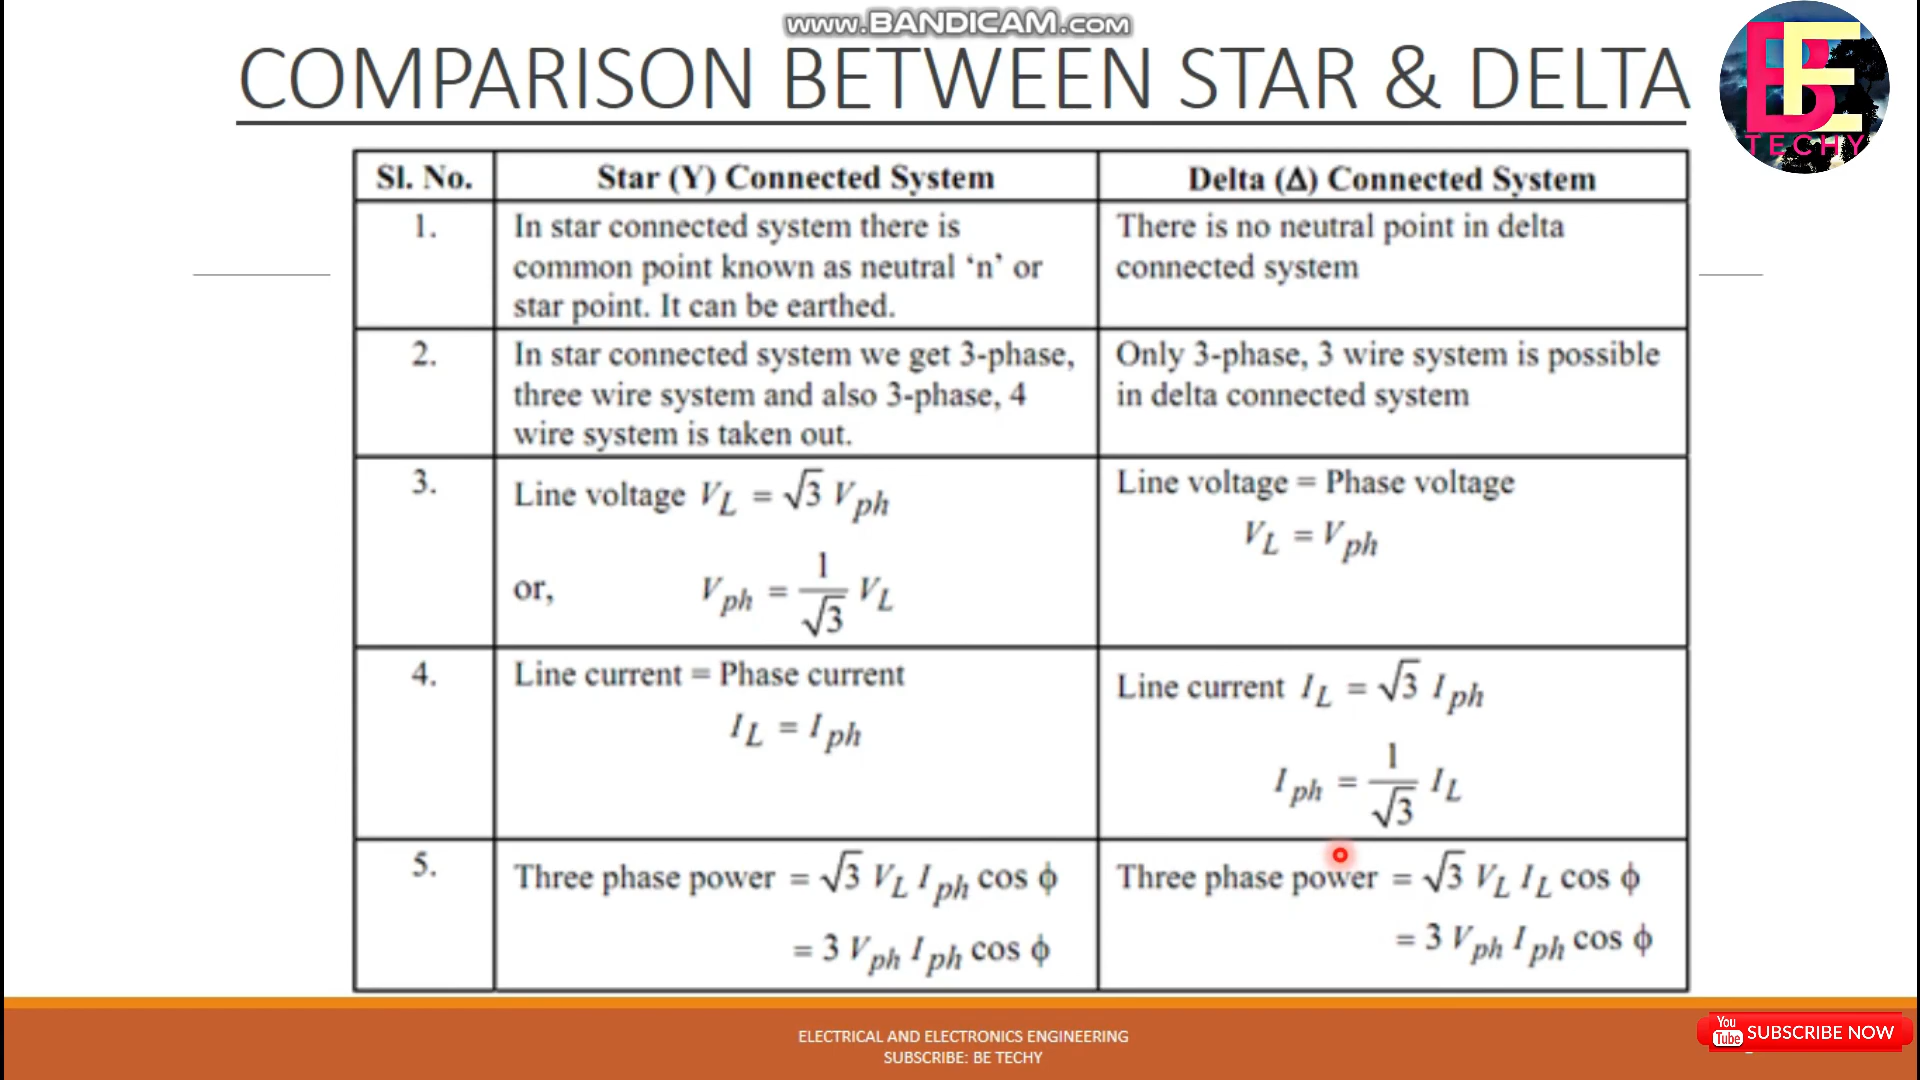 www.BANDICAM.com
COMPARISON BETWEEN STAR & DELTA
BE
TECHY
Sl. No.
Star (Y) Connected System
Delta (Δ) Connected System
1.
In star connected system there is
common point known as neutral ‘n’ or
star point. It can be earthed.
There is no neutral point in delta
connected system
2.
In star connected system we get 3-phase,
three wire system and also 3-phase, 4
wire system is taken out.
Only 3-phase, 3 wire system is possible
in delta connected system
3.
Line voltage V_L = √3 V_ph
or, V_ph = 1/√3 V_L
Line voltage = Phase voltage
V_L = V_ph
4.
Line current = Phase current
I_L = I_ph
Line current I_L = √3 I_ph
I_ph = 1/√3 I_L
5.
Three phase power = √3 V_L I_ph cos ϕ
= 3 V_ph I_ph cos ϕ
Three phase power = √3 V_L I_L cos ϕ
= 3 V_ph I_ph cos ϕ
ELECTRICAL AND ELECTRONICS ENGINEERING
SUBSCRIBE: BE TECHY
You
Tube
SUBSCRIBE NOW